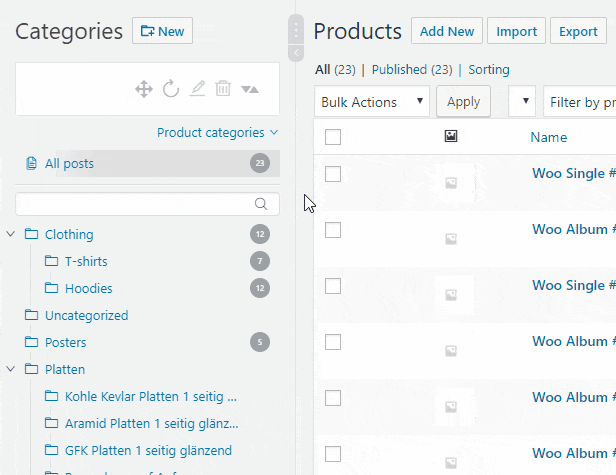 Categories
New
Product categories
All posts
23
Clothing
12
T-shirts
7
Hoodies
12
Uncategorized
Posters
5
Platten
Kohle Kevlar Platten 1 seitig ...
Aramid Platten 1 seitig glänz...
GFK Platten 1 seitig glänzend
Products
Add New
Import
Export
All (23) | Published (23) | Sorting
Bulk Actions
Apply
Filter by pr
Name
Woo Single #
Woo Album #
Woo Single #
Woo Album #
Woo Album #
Woo Album #